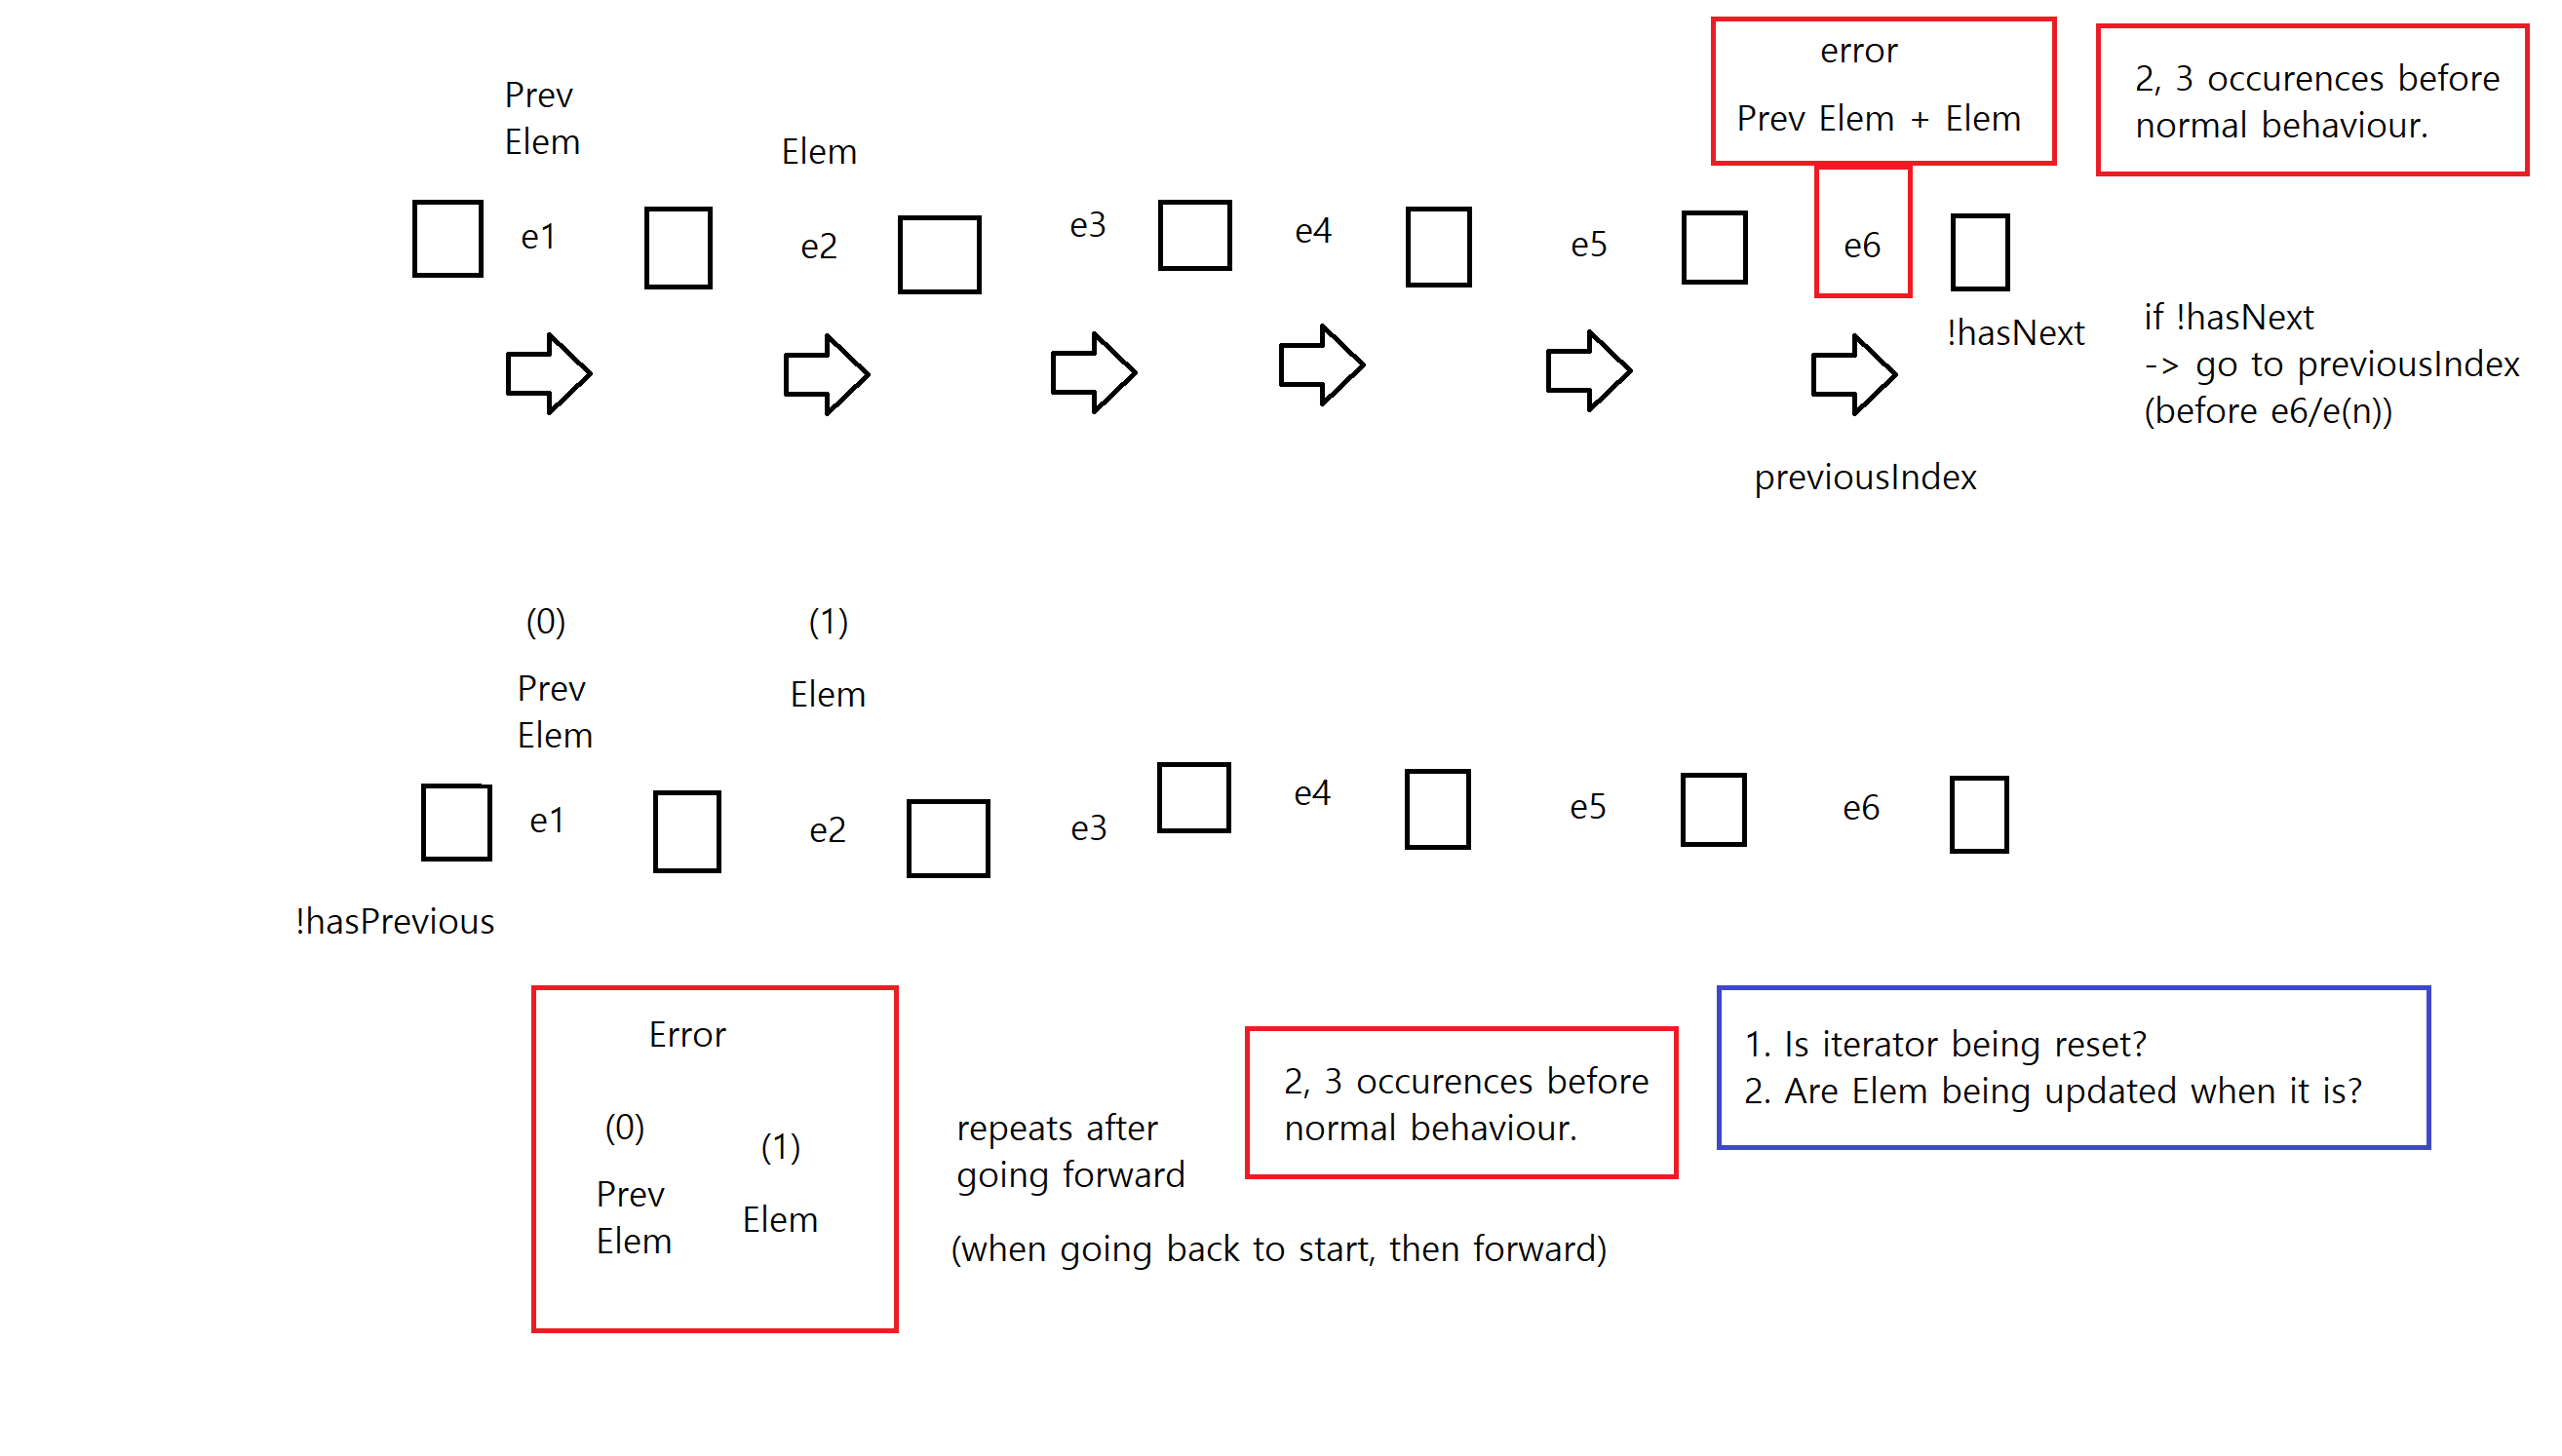 error
Prev Elem + Elem
2, 3 occurences before
normal behaviour.
Prev
Elem
Elem
e1
e2
e3
e4
e5
e6
!hasNext
if !hasNext
-> go to previousIndex
(before e6/e(n))
previousIndex
(0)
(1)
Prev
Elem
Elem
e1
e2
e3
e4
e5
e6
!hasPrevious
Error
(0)
(1)
Prev
Elem
Elem
repeats after
going forward
(when going back to start, then forward)
2, 3 occurences before
normal behaviour.
1. Is iterator being reset?
2. Are Elem being updated when it is?